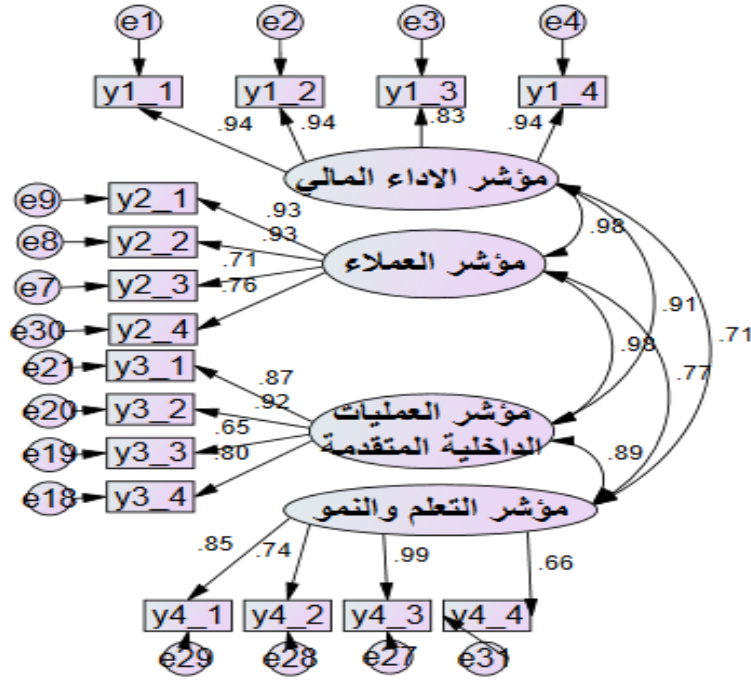 e1 e2 e3 e4
y1_1 y1_2 y1_3 y1_4
.94 .94 .83 .94
مؤشر الاداء المالي
e9 y2_1 .93
e8 y2_2 .93
e7 y2_3 .71
e30 y2_4 .76
مؤشر العملاء
.98
.91
.71
.98
.77
e21 y3_1 .87
e20 y3_2 .92
e19 y3_3 .65
e18 y3_4 .80
مؤشر العمليات
الداخلية المتقدمة
.89
مؤشر التعلم والنمو
.85 .74 .99 .66
y4_1 y4_2 y4_3 y4_4
e29 e28 e27 e31